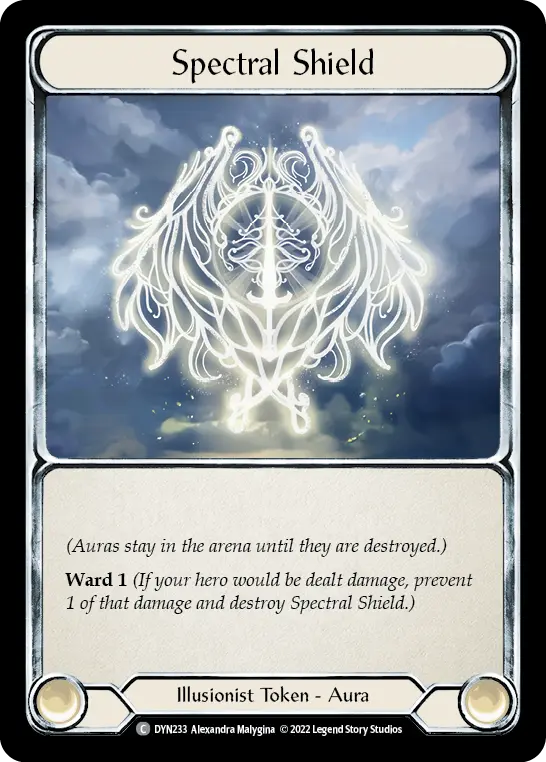 Spectral Shield
(Auras stay in the arena until they are destroyed.)
Ward 1 (If your hero would be dealt damage, prevent
1 of that damage and destroy Spectral Shield.)
Illusionist Token - Aura
C DYN233 Alexandra Malygina © 2022 Legend Story Studios